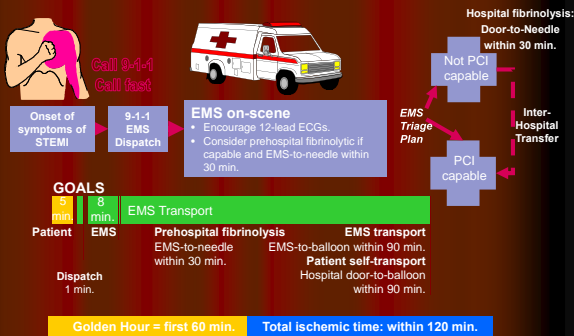 Hospital fibrinolysis:
Door-to-Needle
within 30 min.
Call 9-1-1
Call fast
Not PCI
capable
Onset of
symptoms of
STEMI
9-1-1
EMS
Dispatch
EMS on-scene
• Encourage 12-lead ECGs.
• Consider prehospital fibrinolytic if
capable and EMS-to-needle within
30 min.
EMS
Triage
Plan
Inter-
Hospital
Transfer
PCI
capable
GOALS
5
min.
8
min.
EMS Transport
Patient
EMS
Prehospital fibrinolysis
EMS-to-needle
within 30 min.
EMS transport
EMS-to-balloon within 90 min.
Patient self-transport
Hospital door-to-balloon
within 90 min.
Dispatch
1 min.
Golden Hour = first 60 min.
Total ischemic time: within 120 min.